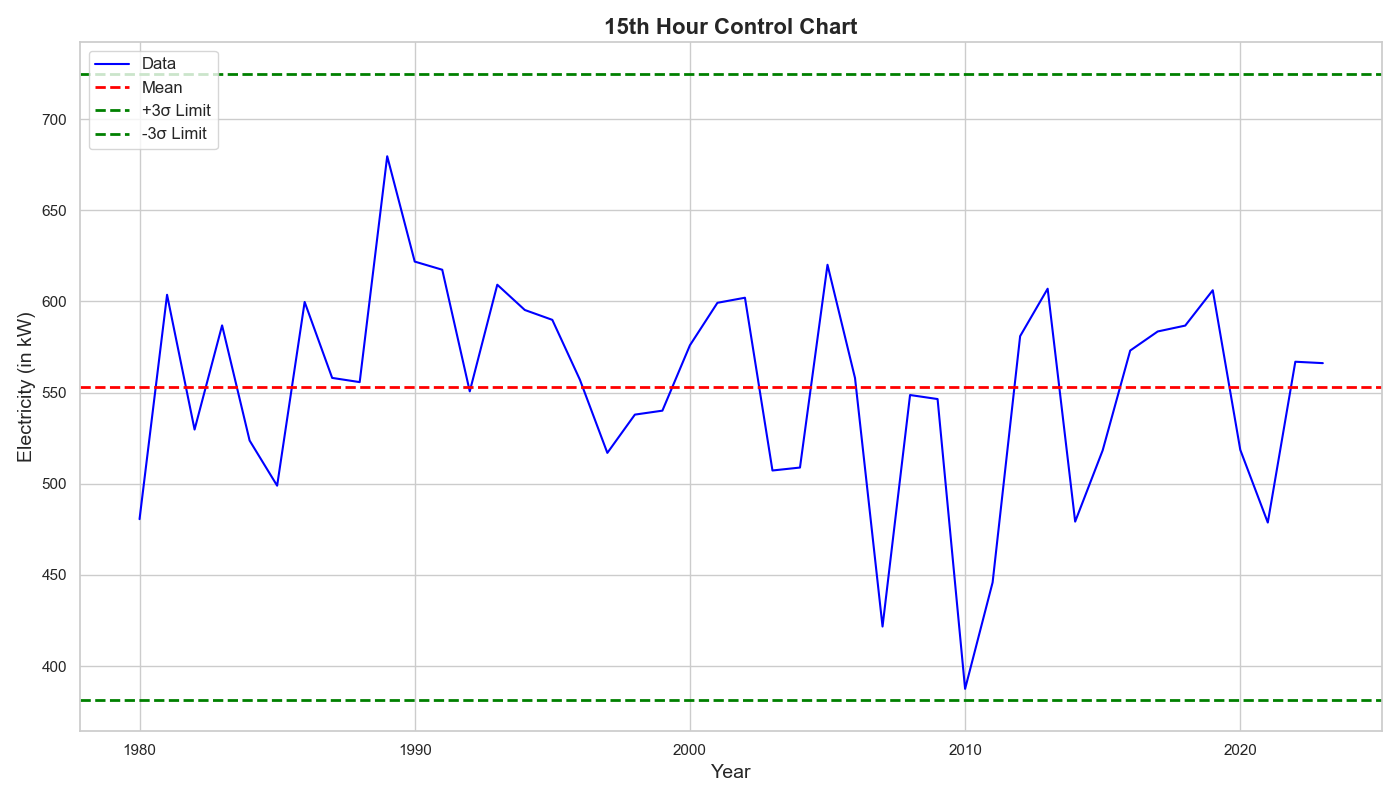 15th Hour Control Chart
Data
Mean
+3σ Limit
-3σ Limit
700
650
600
550
500
450
400
Electricity (in kW)
1980 1990 2000 2010 2020
Year